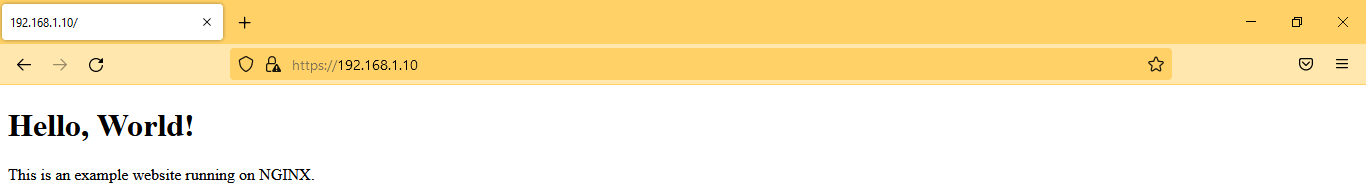 192.168.1.10/
https://192.168.1.10
Hello, World!
This is an example website running on NGINX.